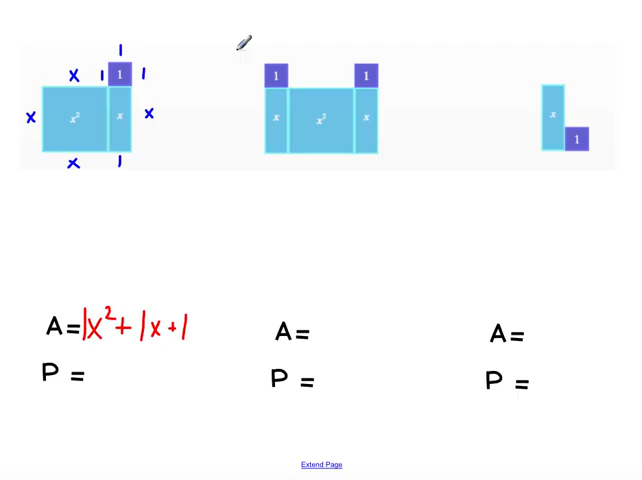 1
x 1 1 1 1 1
x x² x x x x² x x 1
x 1
A = 1x² + 1x + 1 A = A =
P = P = P =
Extend Page